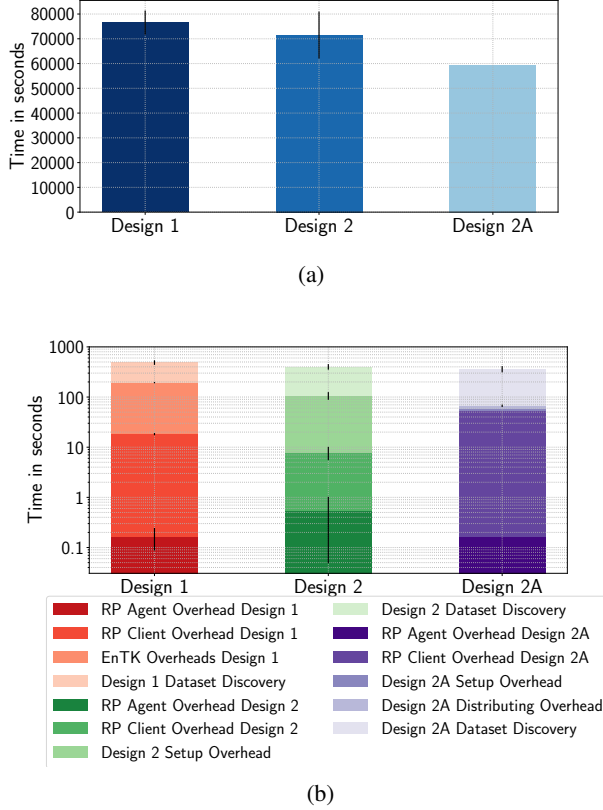 80000
70000
60000
50000
40000
30000
20000
10000
0
Time in seconds
Design 1
Design 2
Design 2A
(a)
1000
100
10
1
0.1
Time in seconds
Design 1
Design 2
Design 2A
RP Agent Overhead Design 1
RP Client Overhead Design 1
EnTK Overheads Design 1
Design 1 Dataset Discovery
RP Agent Overhead Design 2
RP Client Overhead Design 2
Design 2 Setup Overhead
Design 2 Dataset Discovery
RP Agent Overhead Design 2A
RP Client Overhead Design 2A
Design 2A Setup Overhead
Design 2A Distributing Overhead
Design 2A Dataset Discovery
(b)